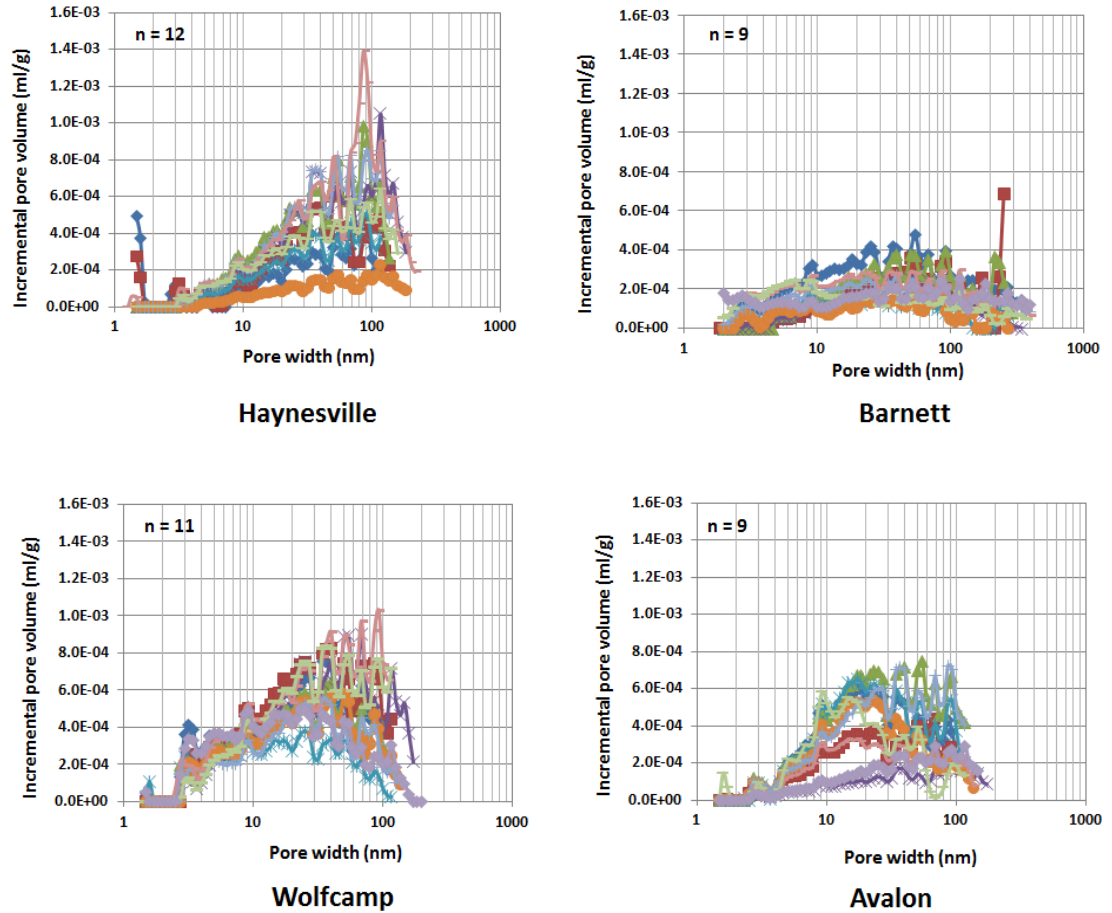 1.6E-03
n = 12
1.4E-03
1.2E-03
1.0E-03
8.0E-04
6.0E-04
4.0E-04
2.0E-04
0.0E+00
1 10 100 1000
Incremental pore volume (ml/g)
Pore width (nm)
Haynesville
1.6E-03
n = 9
1.4E-03
1.2E-03
1.0E-03
8.0E-04
6.0E-04
4.0E-04
2.0E-04
0.0E+00
1 10 100 1000
Incremental pore volume (ml/g)
Pore width (nm)
Barnett
1.6E-03
n = 11
1.4E-03
1.2E-03
1.0E-03
8.0E-04
6.0E-04
4.0E-04
2.0E-04
0.0E+00
1 10 100 1000
Incremental pore volume (ml/g)
Pore width (nm)
Wolfcamp
1.6E-03
n = 9
1.4E-03
1.2E-03
1.0E-03
8.0E-04
6.0E-04
4.0E-04
2.0E-04
0.0E+00
1 10 100 1000
Incremental pore volume (ml/g)
Pore width (nm)
Avalon